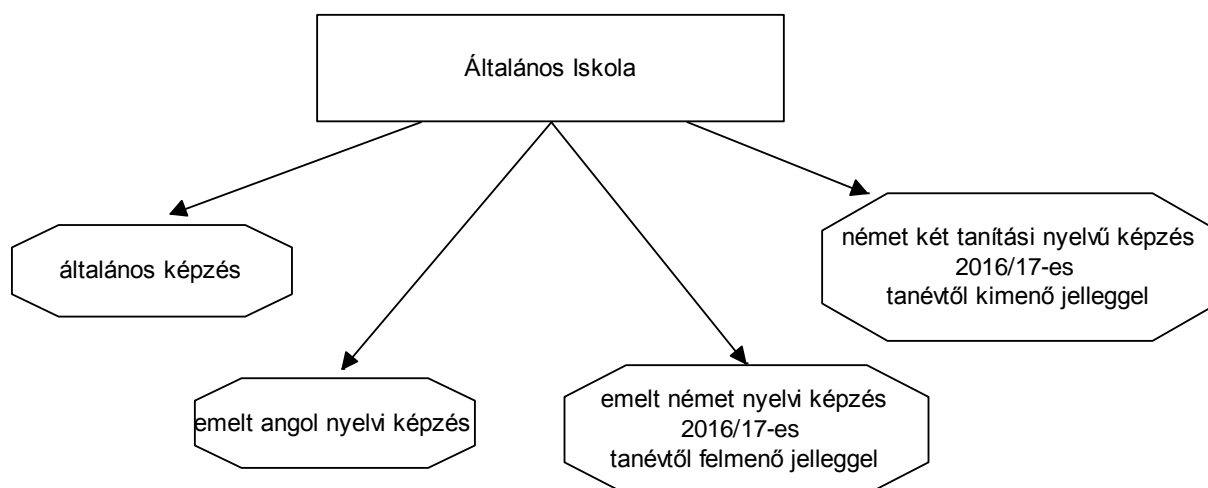 Általános Iskola
általános képzés
német két tanítási nyelvű képzés
2016/17-es
tanévtől kimenő jelleggel
emelt angol nyelvi képzés
emelt német nyelvi képzés
2016/17-es
tanévtől felmenő jelleggel